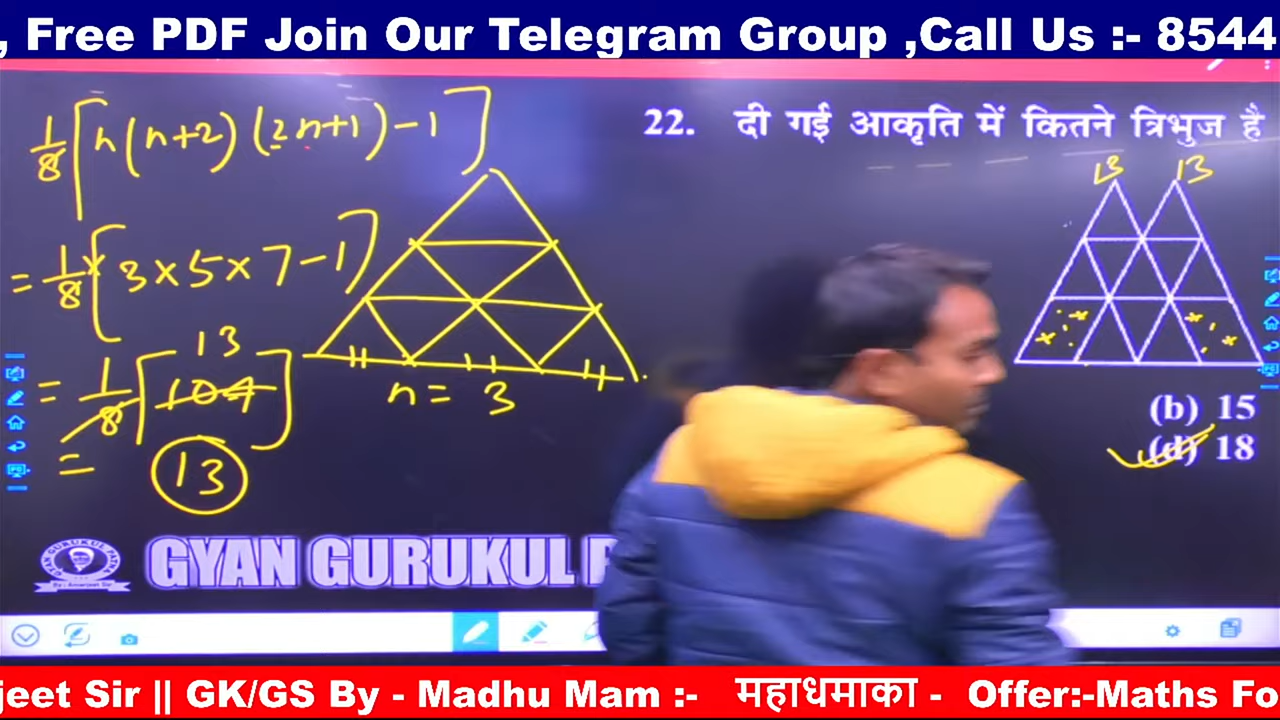 , Free PDF Join Our Telegram Group ,Call Us :- 8544
1/8 [n(n+2) (2n+1) -1]
= 1/8 × [3×5×7-1]
13
= 1/8 [104]
= 13
n = 3
22. दी गई आकृति में कितने त्रिभुज है
13 13
(b) 15
(d) 18
GYAN GURUKUL P
jeet Sir || GK/GS By - Madhu Mam :- महाधमाका - Offer:-Maths Fo